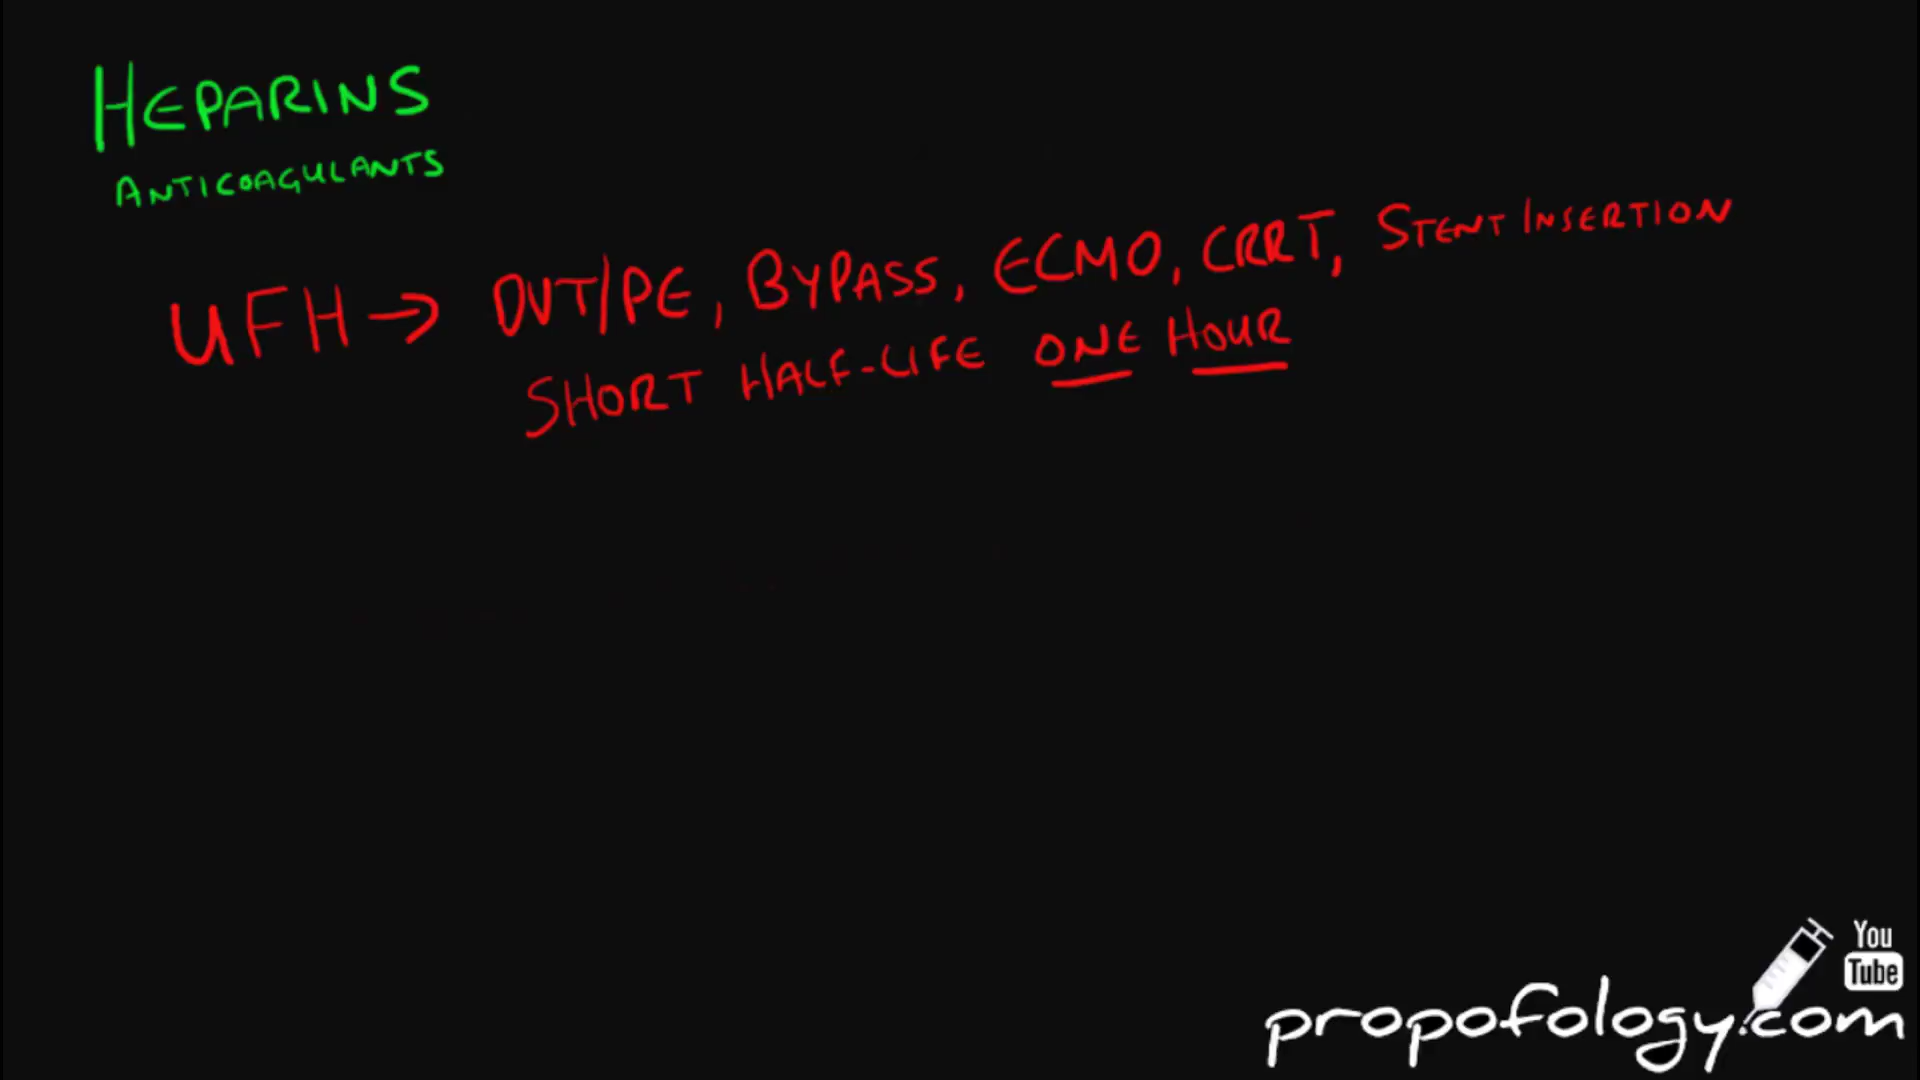 HEPARINS
ANTICOAGULANTS
UFH → DVT/PE, BYPASS, ECMO, CRRT, STENT INSERTION
SHORT HALF-LIFE ONE HOUR
You
Tube
propofology.com